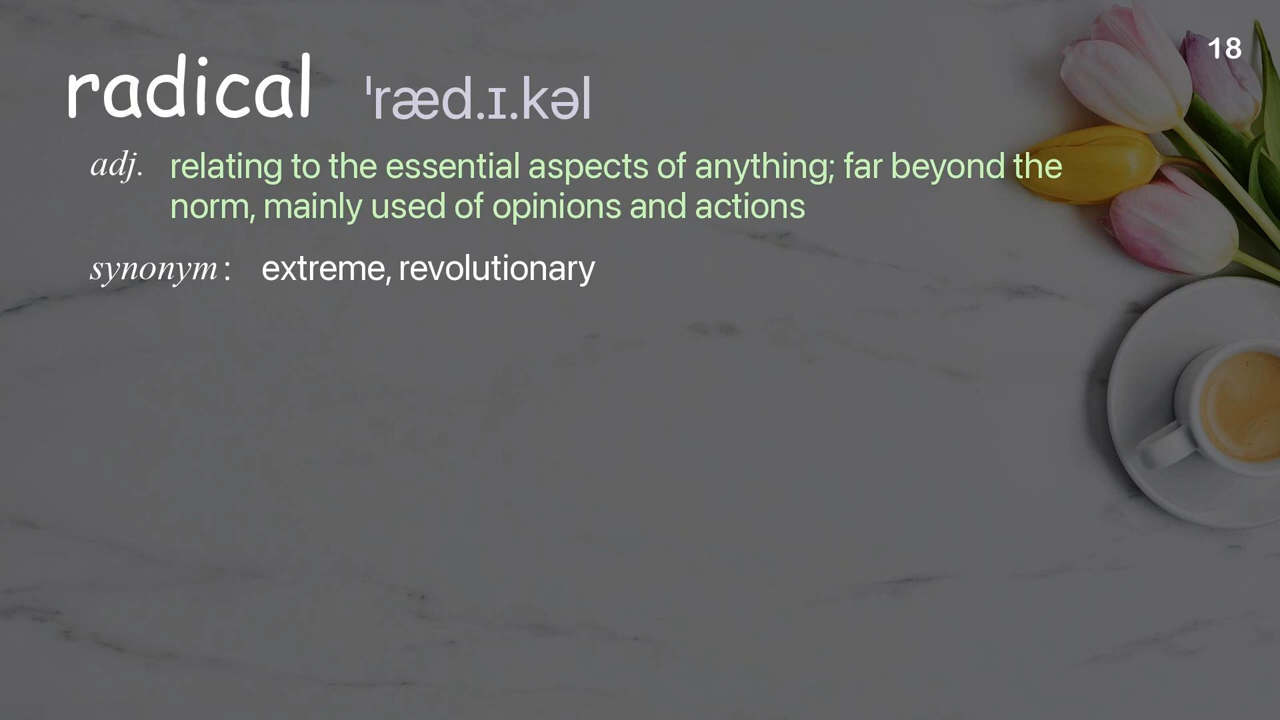 18
radical ˈræd.ɪ.kəl
adj. relating to the essential aspects of anything; far beyond the
norm, mainly used of opinions and actions
synonym: extreme, revolutionary